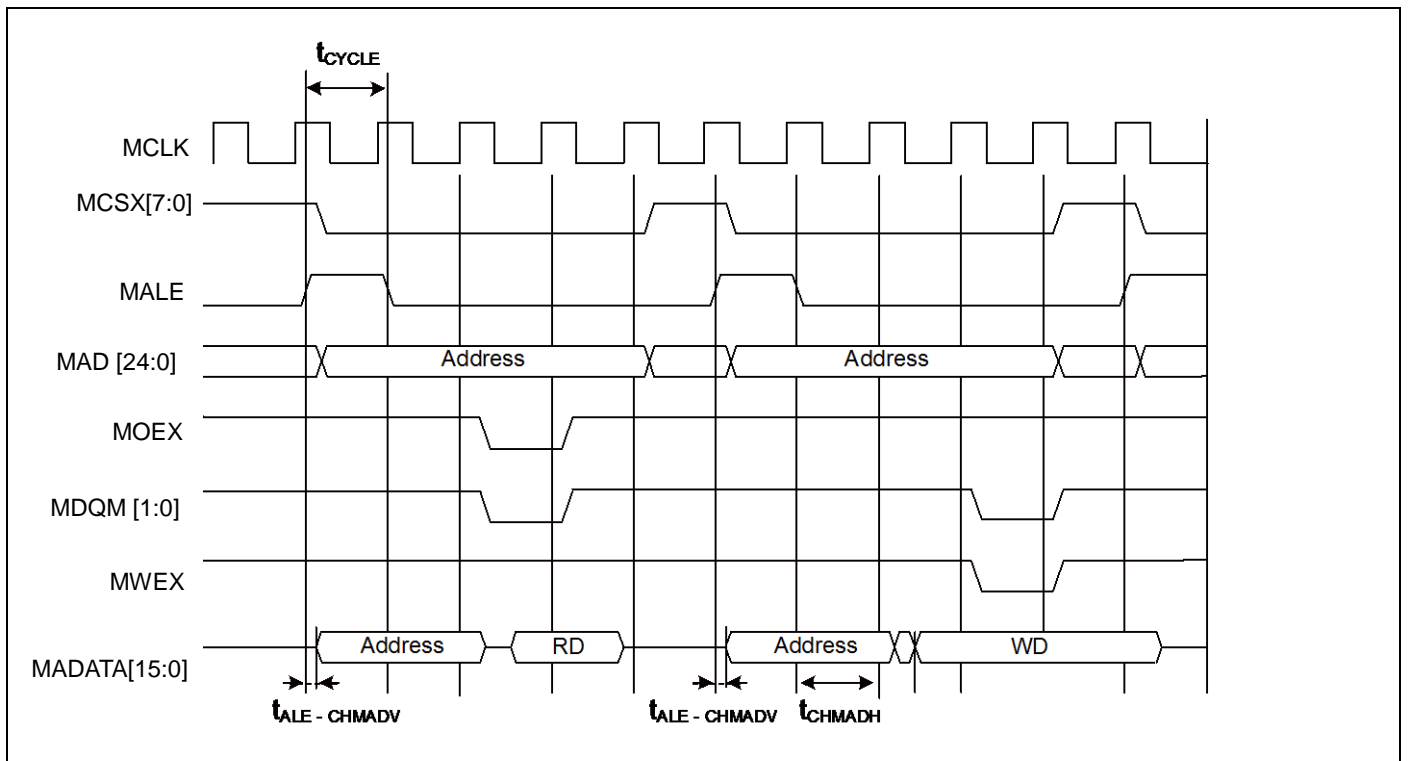 tCYCLE
MCLK
MCSX[7:0]
MALE
MAD [24:0] Address Address
MOEX
MDQM [1:0]
MWEX
MADATA[15:0] Address RD Address WD
tALE - CHMADV tALE - CHMADV tCHMADH